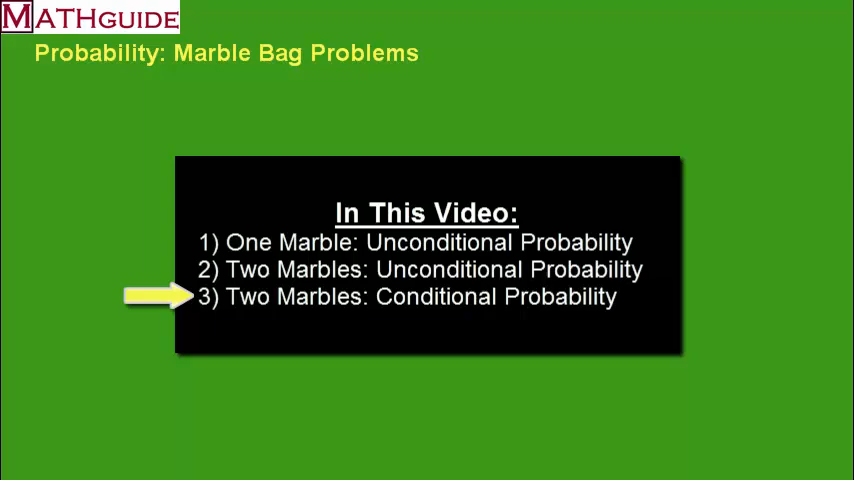 MATHGUIDE
Probability: Marble Bag Problems
In This Video:
1) One Marble: Unconditional Probability
2) Two Marbles: Unconditional Probability
3) Two Marbles: Conditional Probability